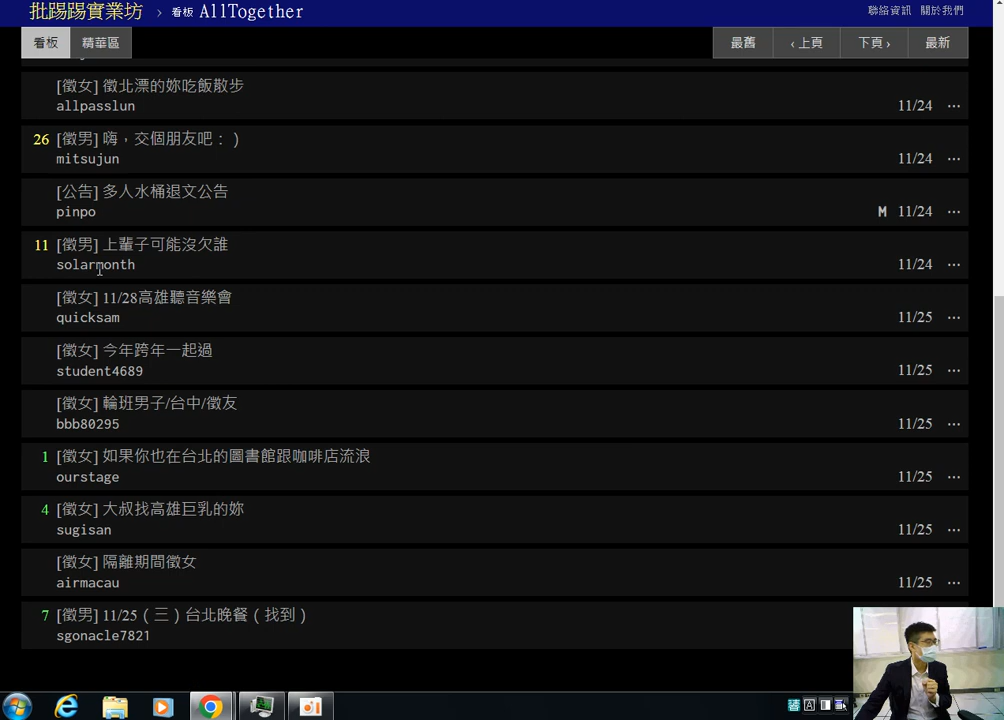 批踢踢實業坊 › 看板 AllTogether 聯絡資訊 關於我們
看板 精華區 最舊 ‹ 上頁 下頁 › 最新
[徵女] 徵北漂的妳吃飯散步
allpasslun 11/24 ⋯
26 [徵男] 嗨，交個朋友吧：)
mitsujun 11/24 ⋯
[公告] 多人水桶退文公告
pinpo M 11/24 ⋯
11 [徵男] 上輩子可能沒欠誰
solarmonth 11/24 ⋯
[徵女] 11/28高雄聽音樂會
quicksam 11/25 ⋯
[徵女] 今年跨年一起過
student4689 11/25 ⋯
[徵女] 輪班男子/台中/徵友
bbb80295 11/25 ⋯
1 [徵女] 如果你也在台北的圖書館跟咖啡店流浪
ourstage 11/25 ⋯
4 [徵女] 大叔找高雄巨乳的妳
sugisan 11/25 ⋯
[徵女] 隔離期間徵女
airmacau 11/25 ⋯
7 [徵男] 11/25（三）台北晚餐（找到）
sgonacle7821